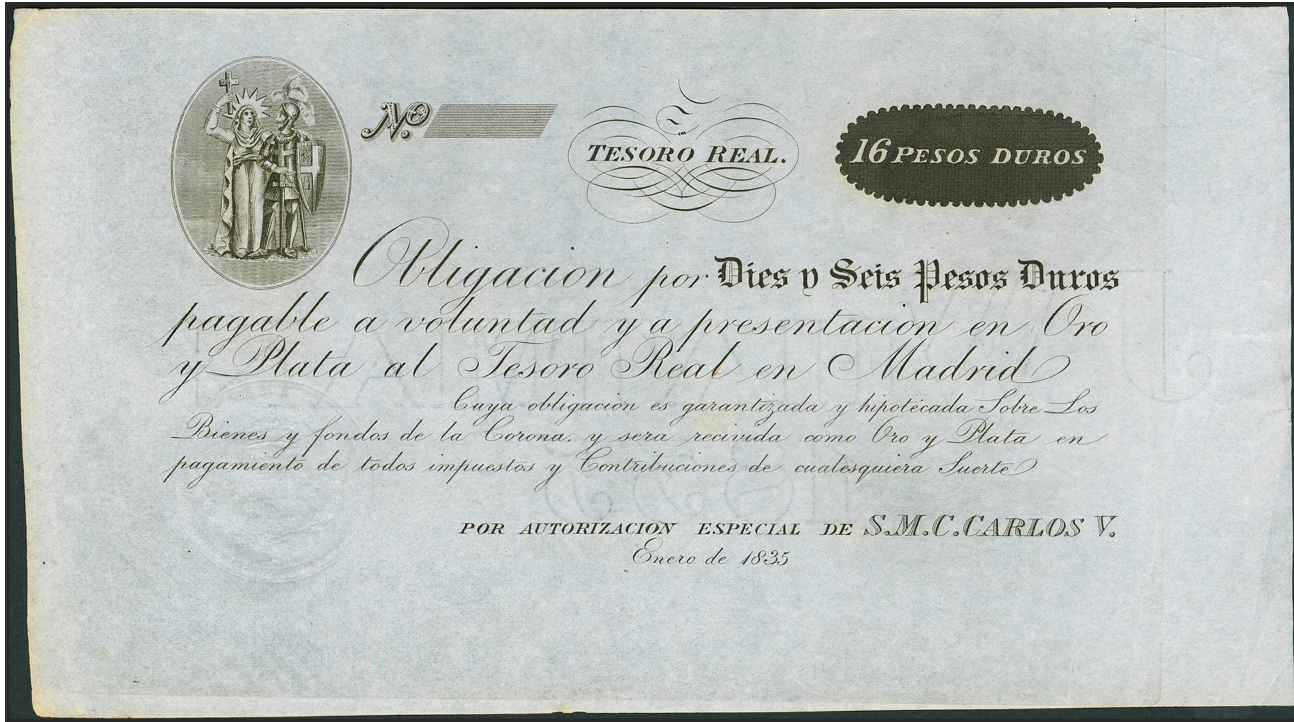 No.
TESORO REAL.
16 PESOS DUROS
Obligacion por Dies y Seis Pesos Duros
pagable a voluntad y a presentacion en Oro
y Plata al Tesoro Real en Madrid
Cuya obligacion es garantizada y hipotécada Sobre Los
Bienes y fondos de la Corona. y sera recivida como Oro y Plata en
pagamiento de todos impuestos y Contribuciones de cualesquiera Suerte
POR AUTORIZACION ESPECIAL DE S.M.C. CARLOS V.
Enero de 1835